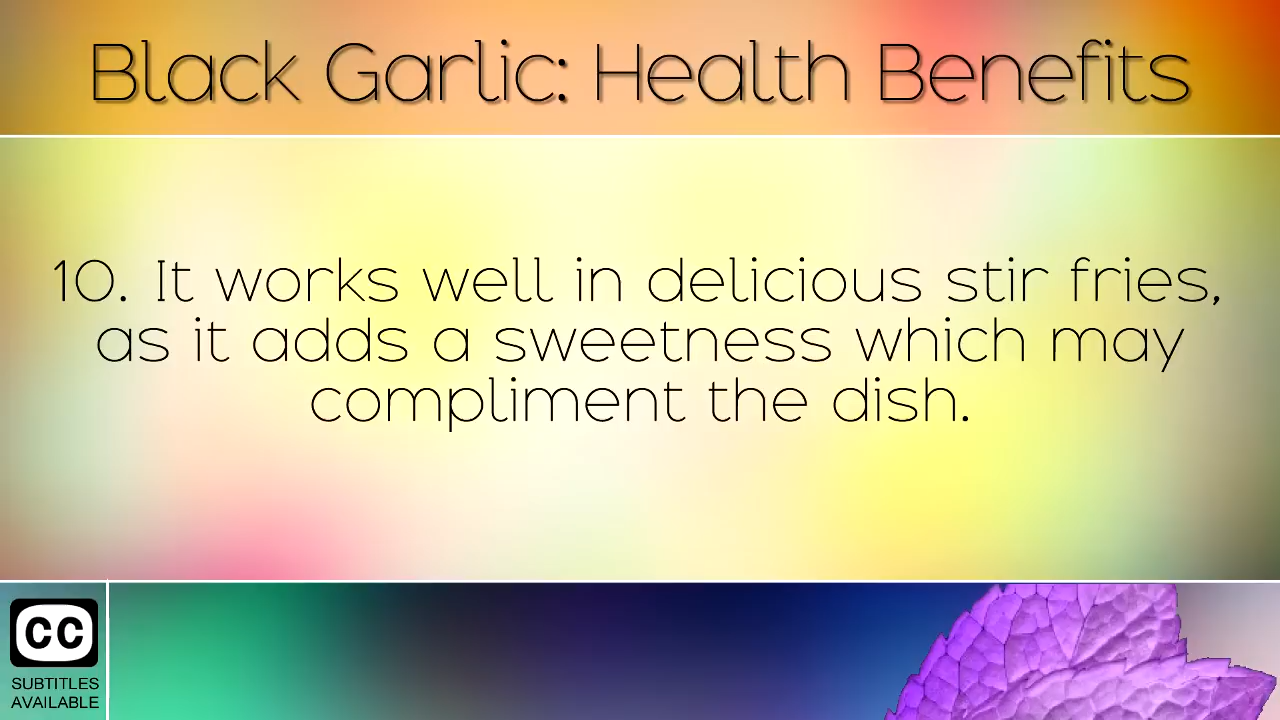 Black Garlic: Health Benefits
10. It works well in delicious stir fries,
as it adds a sweetness which may
compliment the dish.
CC
SUBTITLES
AVAILABLE